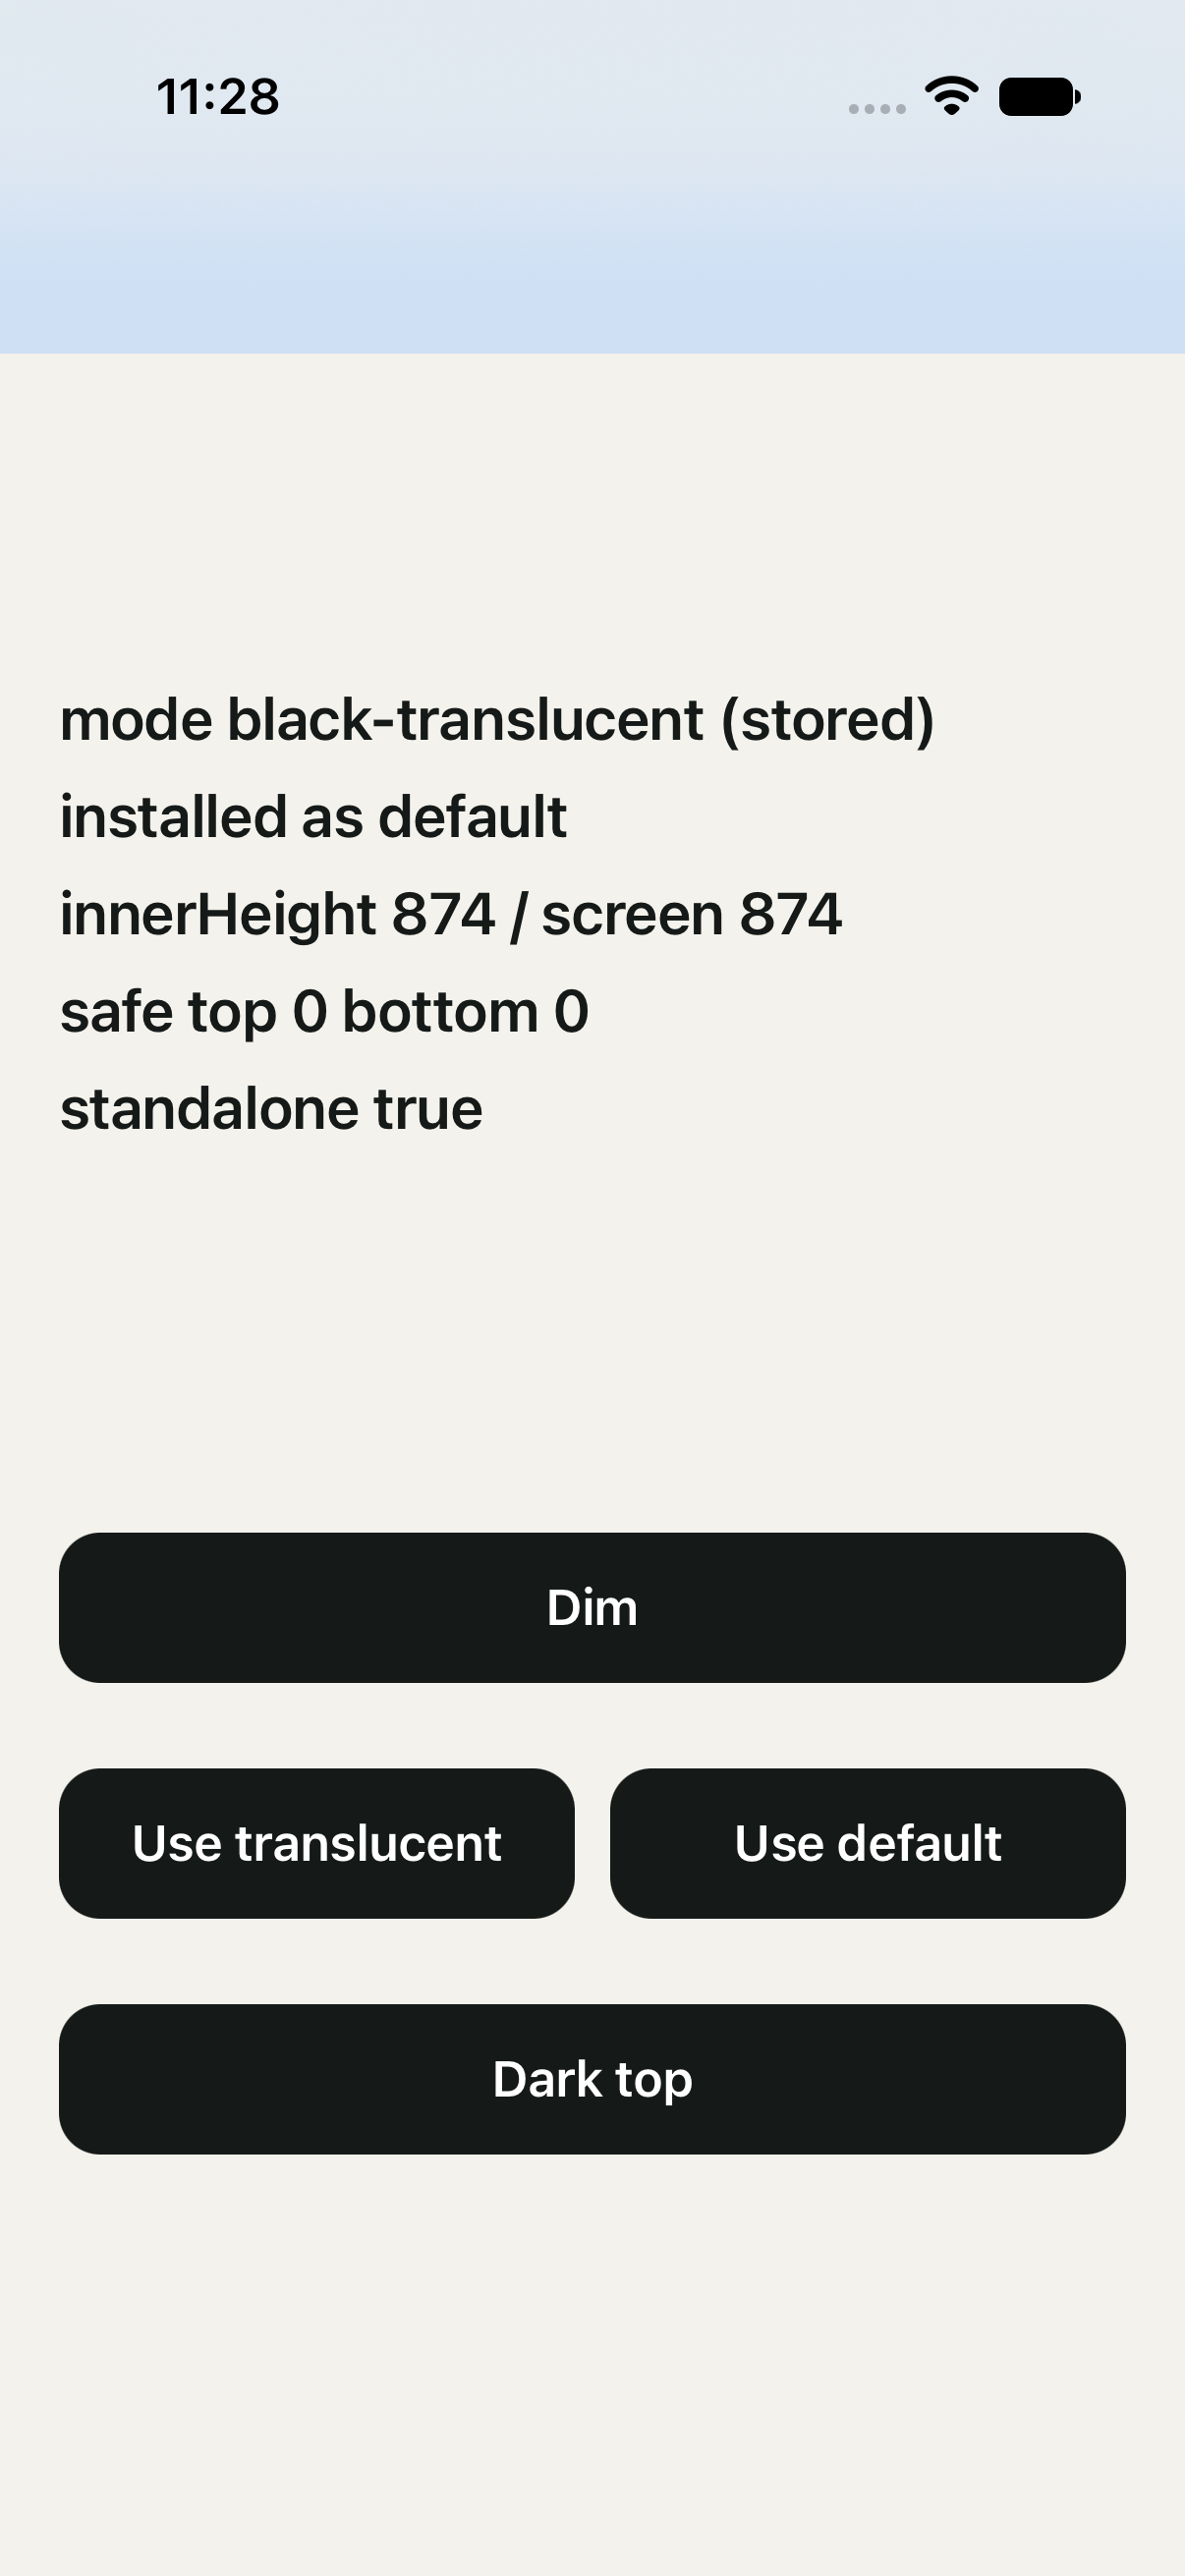 11:28
mode black-translucent (stored)
installed as default
innerHeight 874 / screen 874
safe top 0 bottom 0
standalone true
Dim
Use translucent
Use default
Dark top